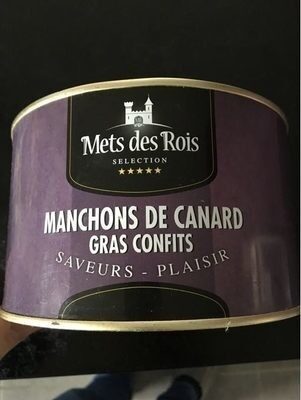 Mets des Rois
SELECTION
MANCHONS DE CANARD
GRAS CONFITS
SAVEURS - PLAISIR